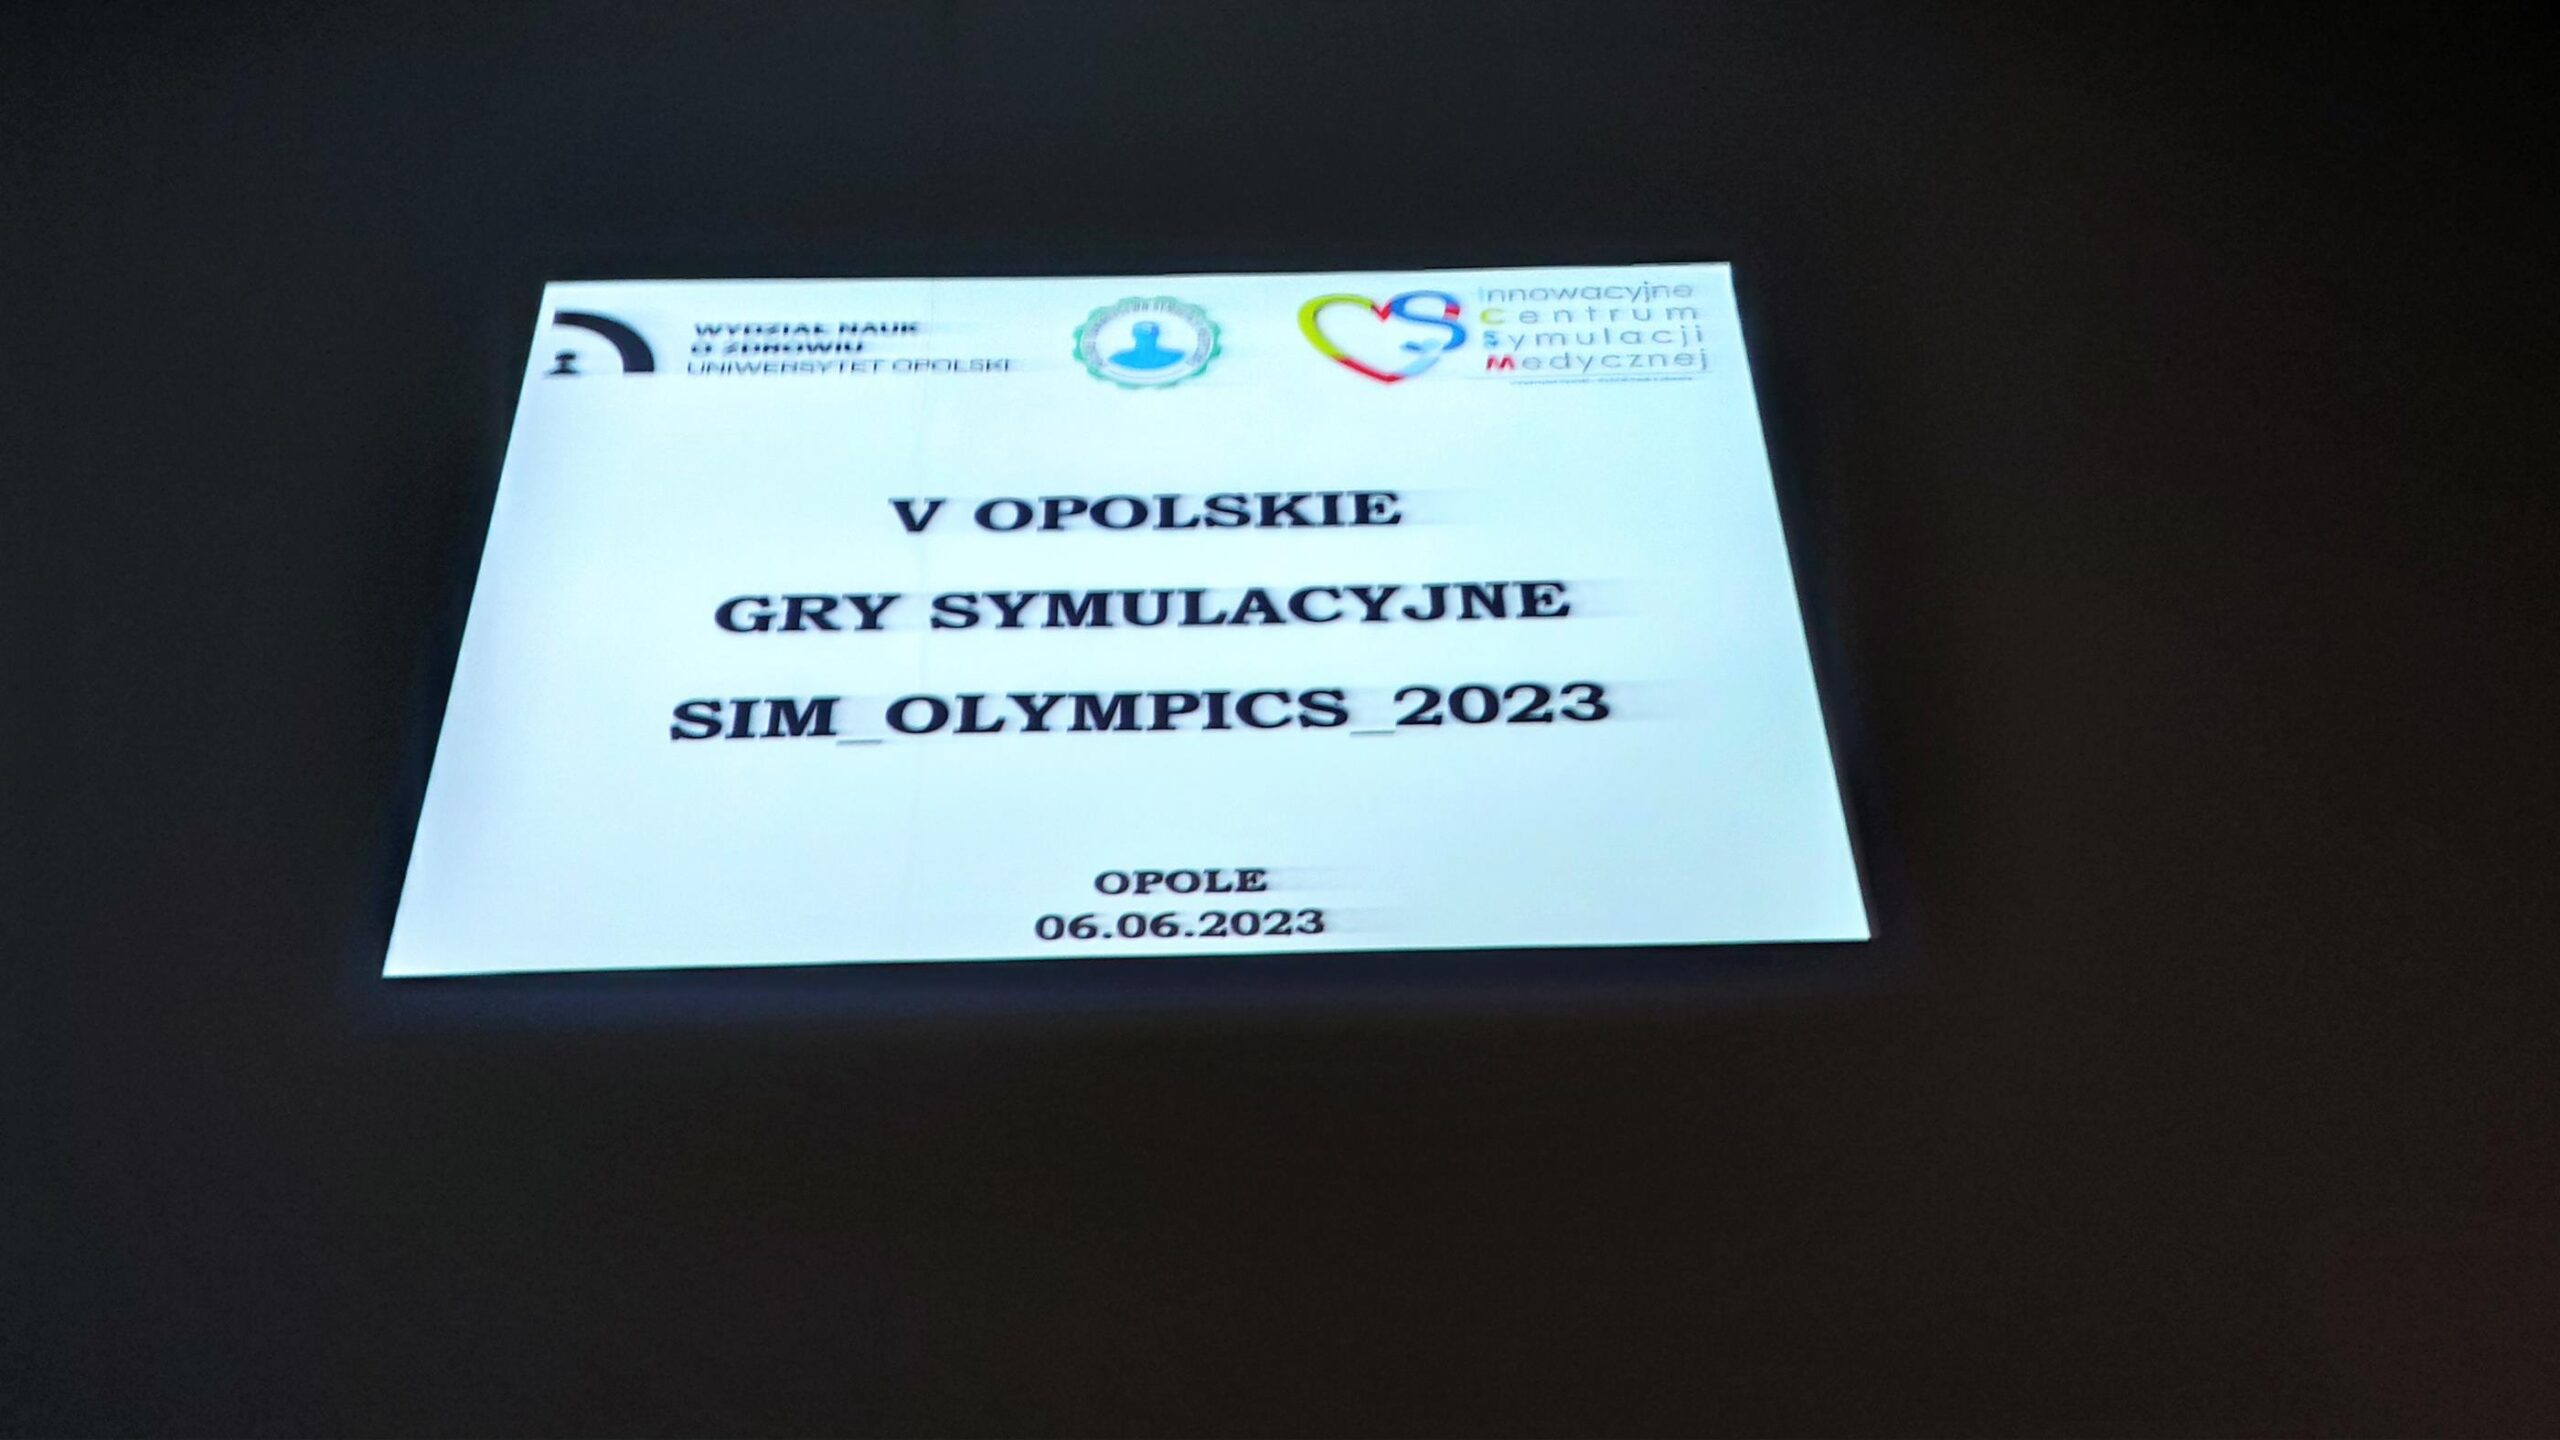 WYDZIAŁ NAUK
O ZDROWIU
UNIWERSYTET OPOLSKI
Innowacyjne
Centrum
Symulacji
Medycznej
V OPOLSKIE
GRY SYMULACYJNE
SIM_OLYMPICS_2023
OPOLE
06.06.2023